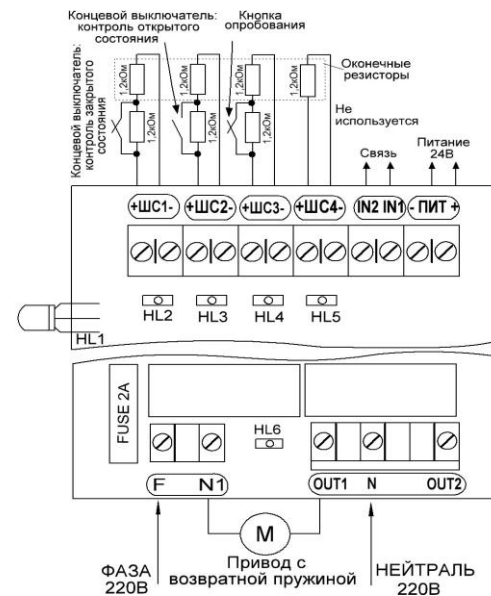 Концевой выключатель:
контроль открытого
состояния
Кнопка
опробования
Концевой выключатель:
контроль закрытого
состояния
Оконечные
резисторы
1,2кОм
1,2кОм
1,2кОм
1,2кОм
1,2кОм
1,2кОм
1,2кОм
Не
используется
Связь
Питание
24В
+ШС1-
+ШС2-
+ШС3-
+ШС4-
IN2 IN1
- ПИТ +
HL2
HL3
HL4
HL5
HL1
FUSE 2A
HL6
F
N1
OUT1
N
OUT2
М
ФАЗА
220В
Привод с
возвратной пружиной
НЕЙТРАЛЬ
220В